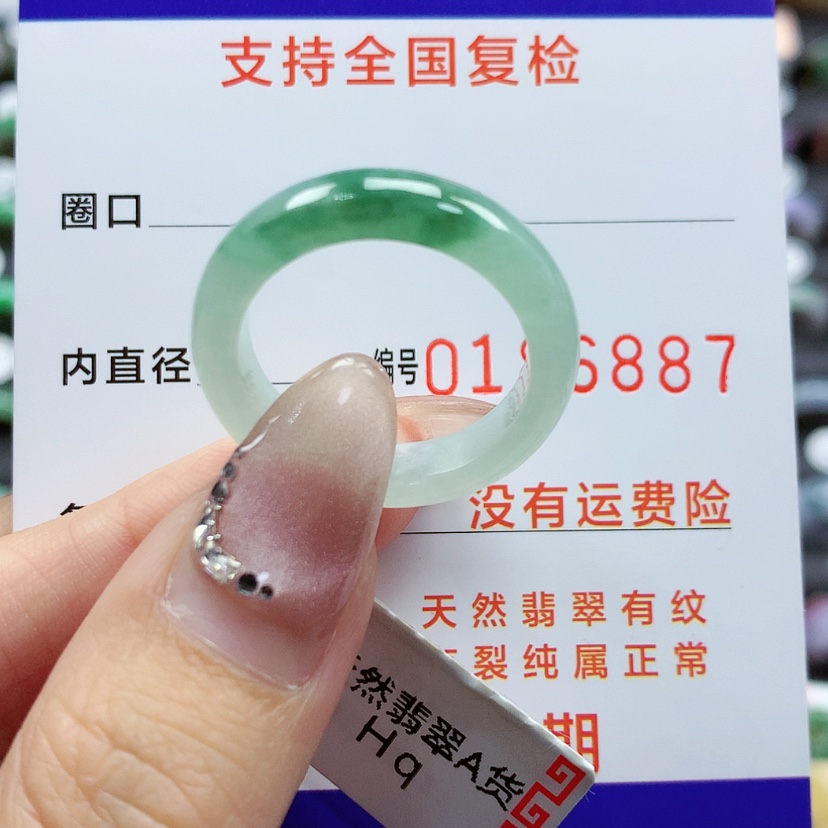 支持全国复检
圈口
内直径
编号 01 6887
没有运费险
天然翡翠有纹
裂纯属正常
期
然翡翠A货
Hq